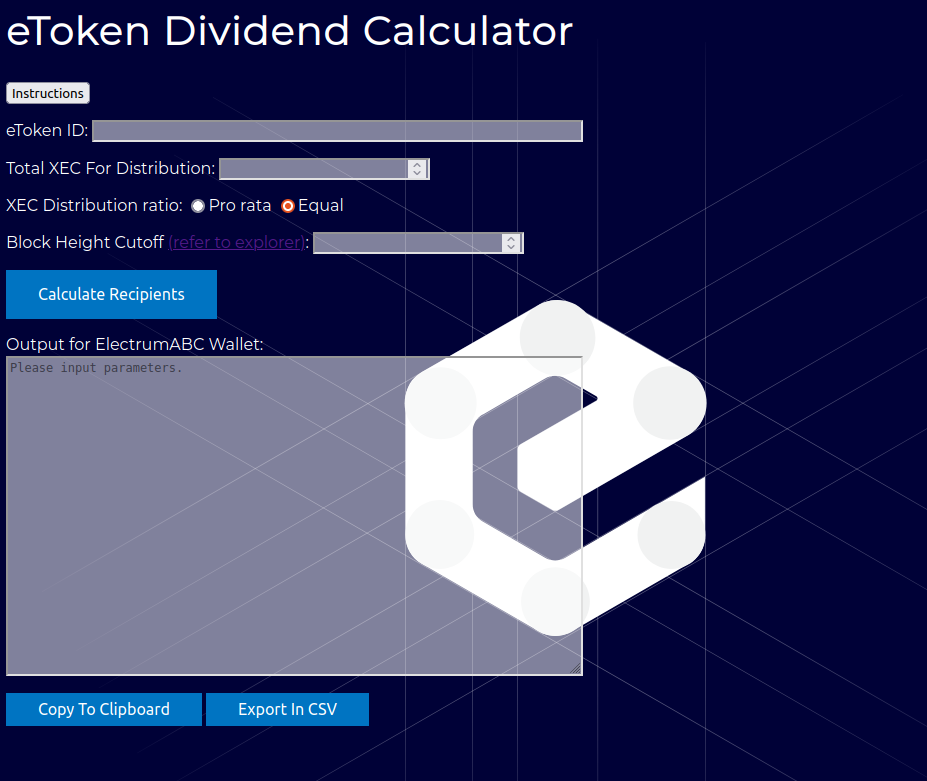 eToken Dividend Calculator
Instructions
eToken ID:
Total XEC For Distribution:
XEC Distribution ratio: Pro rata Equal
Block Height Cutoff (refer to explorer):
Calculate Recipients
Output for ElectrumABC Wallet:
Please input parameters.
Copy To Clipboard Export In CSV